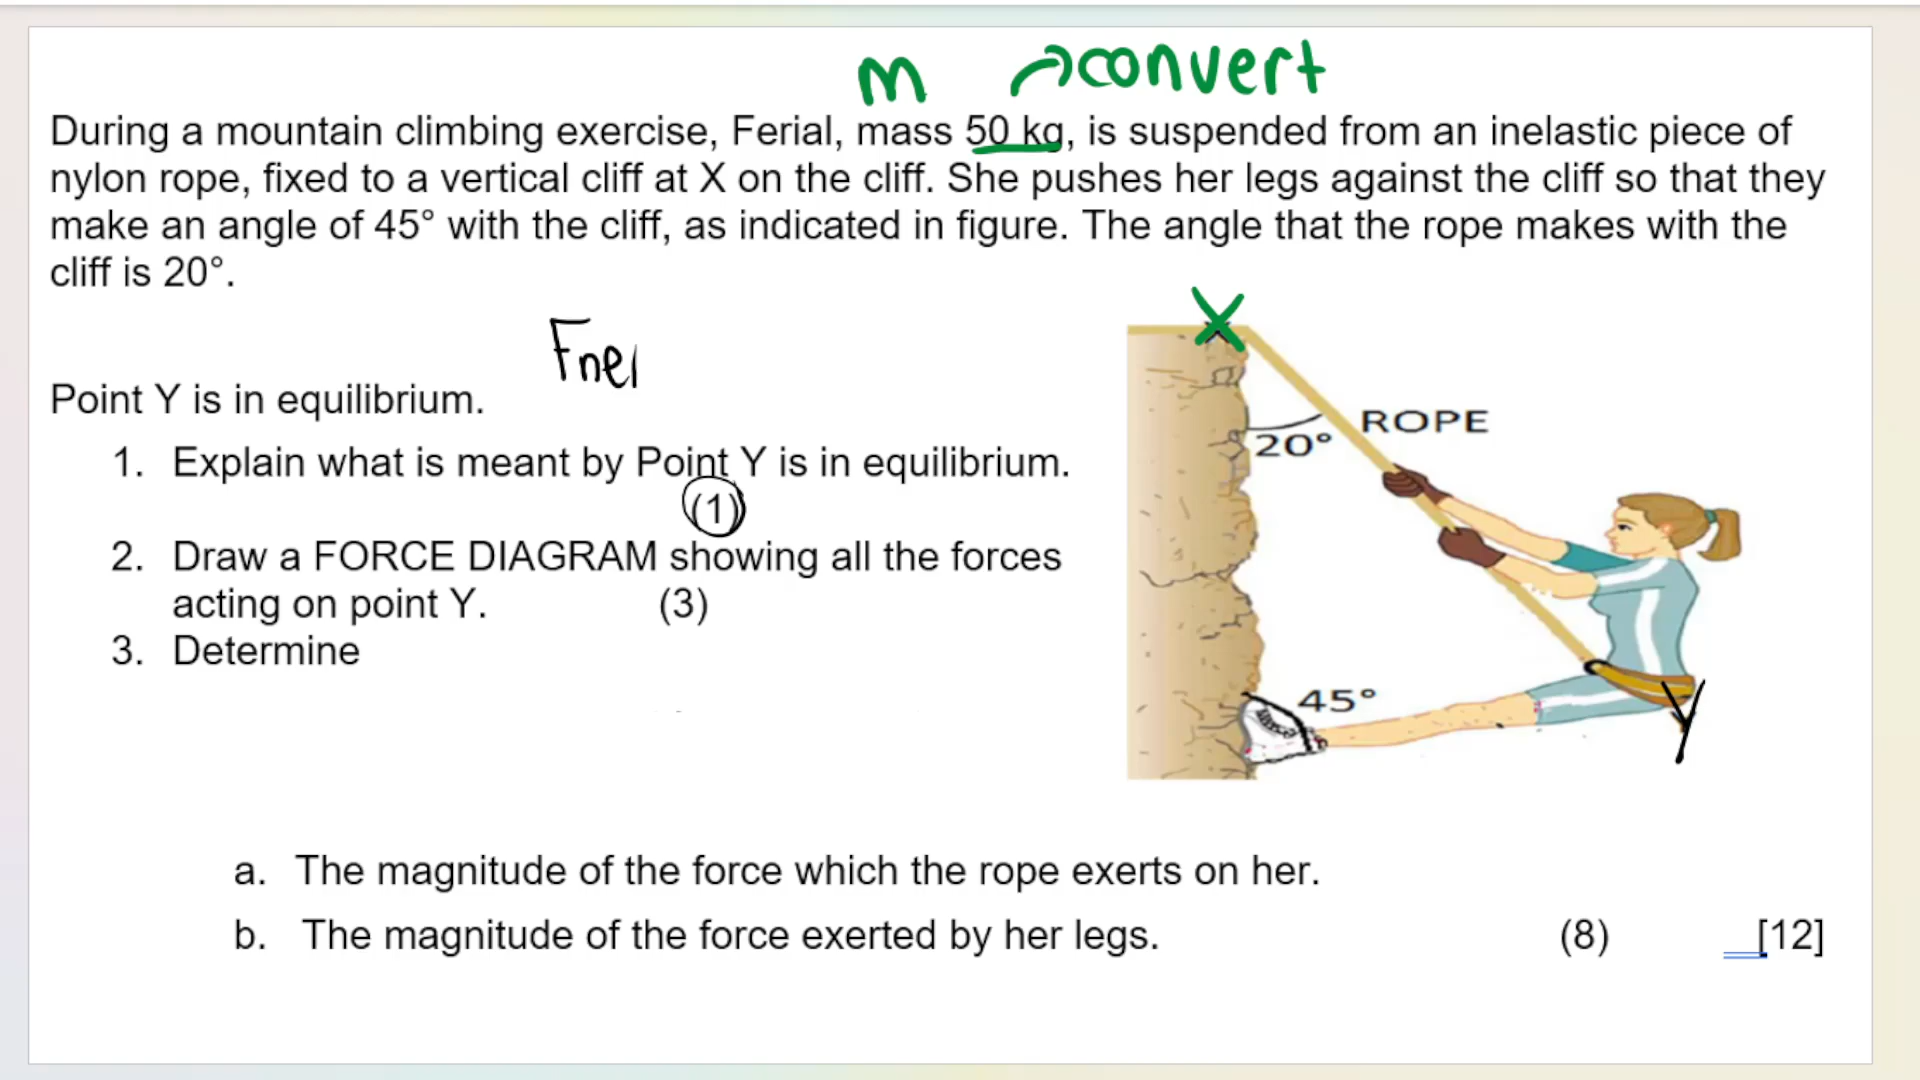 m convert
During a mountain climbing exercise, Ferial, mass 50 kg, is suspended from an inelastic piece of
nylon rope, fixed to a vertical cliff at X on the cliff. She pushes her legs against the cliff so that they
make an angle of 45° with the cliff, as indicated in figure. The angle that the rope makes with the
cliff is 20°.
X
Fne
Point Y is in equilibrium.
ROPE
20°
1. Explain what is meant by Point Y is in equilibrium.
(1)
2. Draw a FORCE DIAGRAM showing all the forces
acting on point Y. (3)
3. Determine
45°
Y
a. The magnitude of the force which the rope exerts on her.
b. The magnitude of the force exerted by her legs. (8) [12]